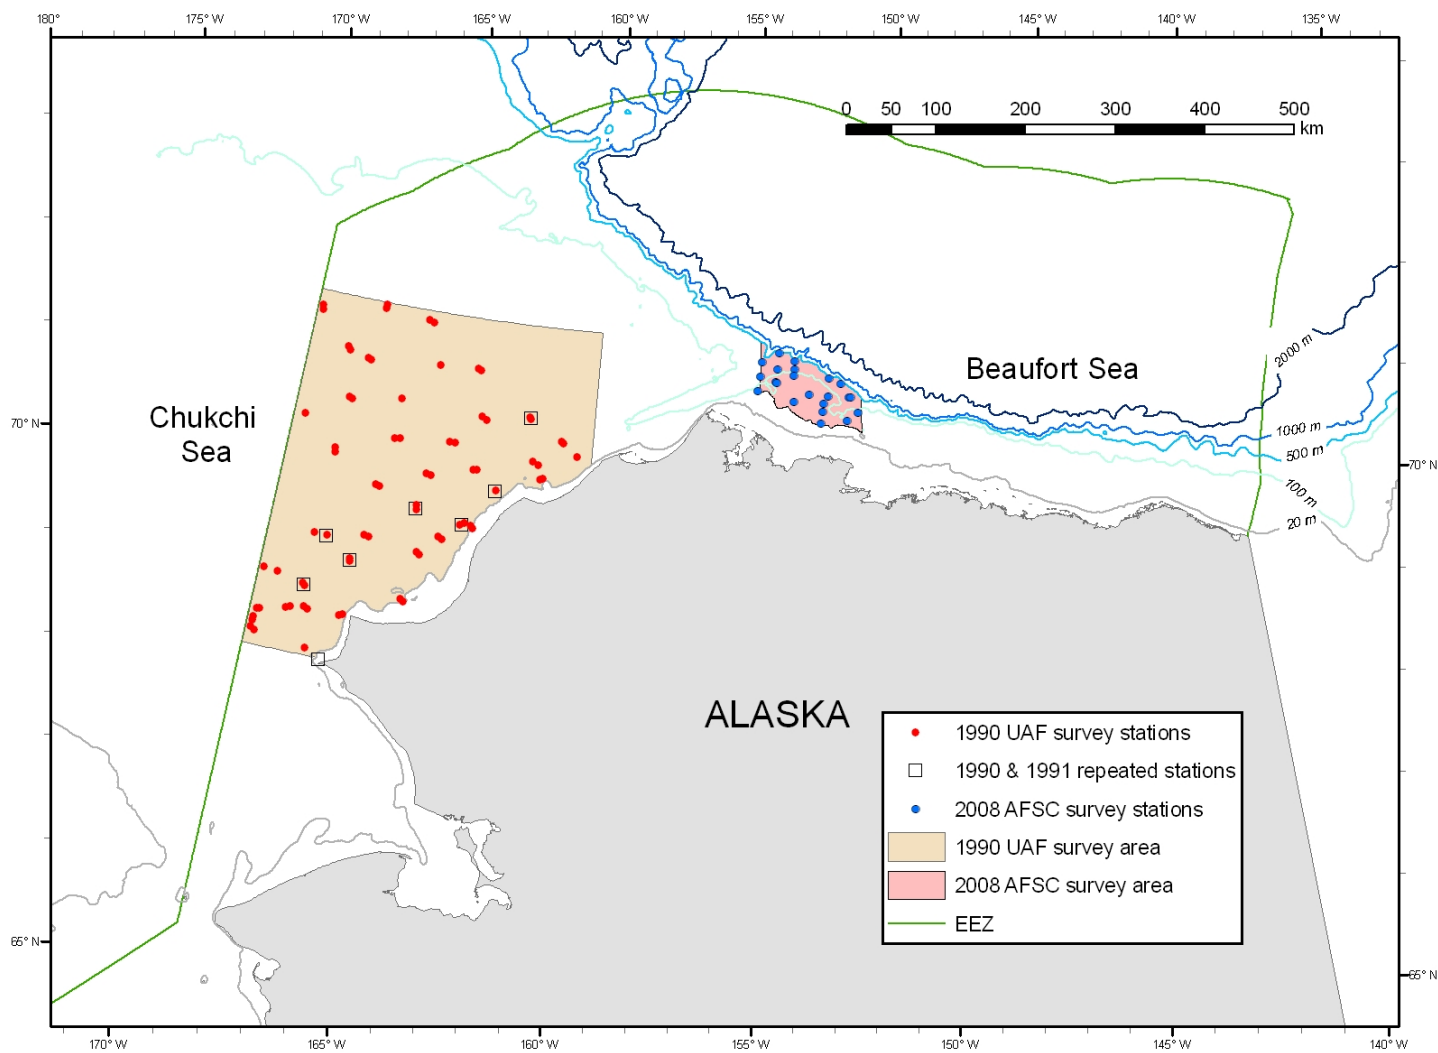 180°
175° W
170° W
165° W
160° W
155° W
150° W
145° W
140° W
135° W
0 50 100 200 300 400 500
km
Beaufort Sea
2000 m
Chukchi
Sea
70° N
1000 m
500 m
70° N
100 m
20 m
ALASKA
1990 UAF survey stations
1990 & 1991 repeated stations
2008 AFSC survey stations
1990 UAF survey area
2008 AFSC survey area
EEZ
65° N
65° N
170° W
165° W
160° W
155° W
150° W
145° W
140° W